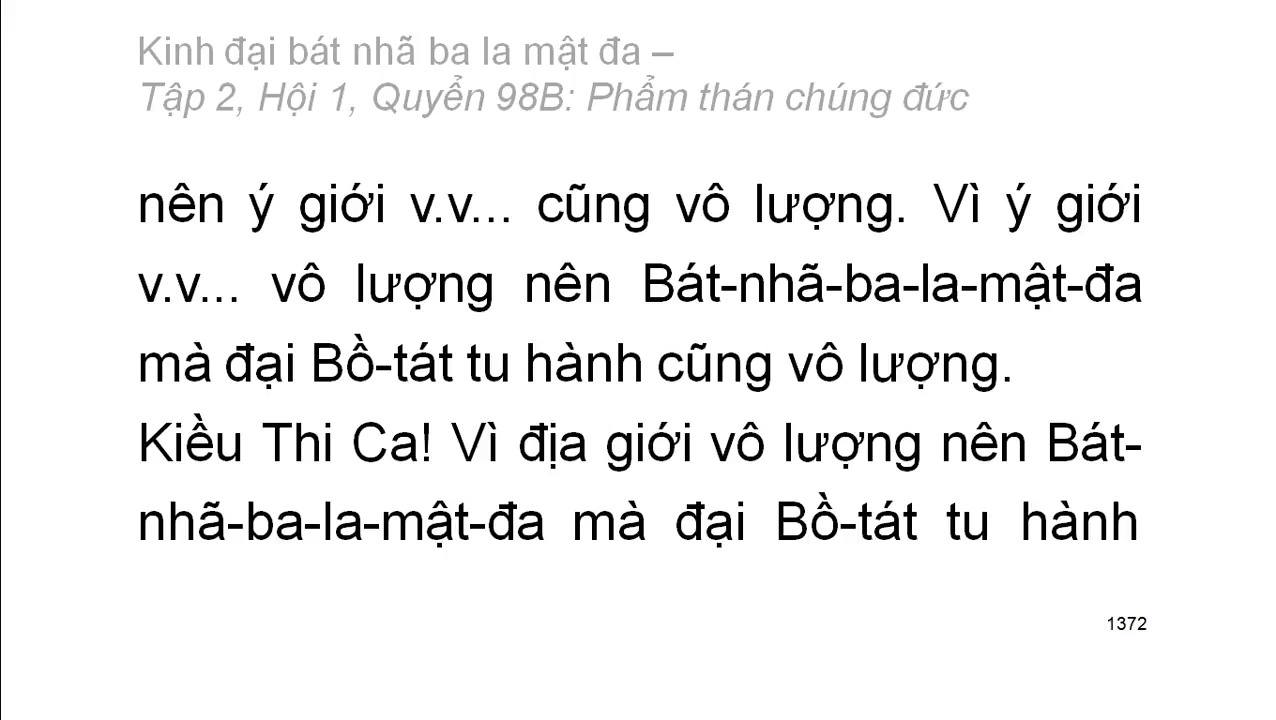 Kinh đại bát nhã ba la mật đa –
Tập 2, Hội 1, Quyển 98B: Phẩm thán chúng đức
nên ý giới v.v... cũng vô lượng. Vì ý giới
v.v... vô lượng nên Bát-nhã-ba-la-mật-đa
mà đại Bồ-tát tu hành cũng vô lượng.
Kiều Thi Ca! Vì địa giới vô lượng nên Bát-
nhã-ba-la-mật-đa mà đại Bồ-tát tu hành
1372